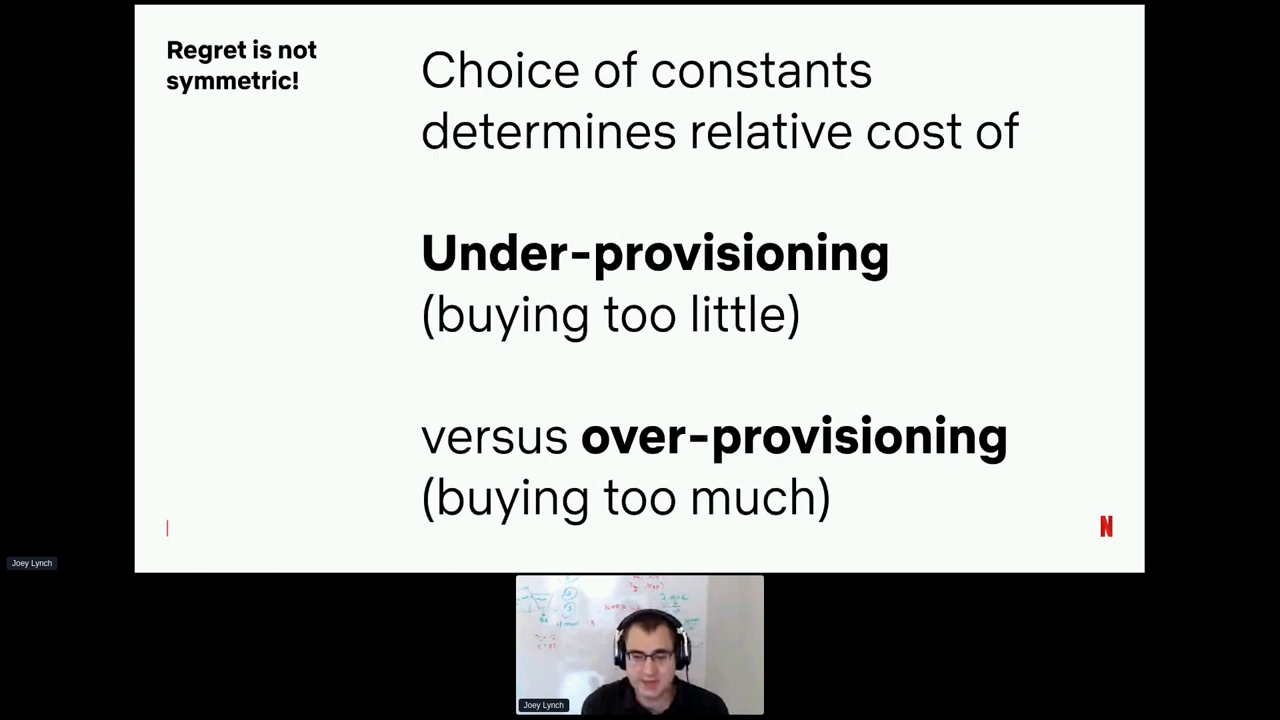 Regret is not
symmetric!
Choice of constants
determines relative cost of
Under-provisioning
(buying too little)
versus over-provisioning
(buying too much)
N
Joey Lynch
Joey Lynch